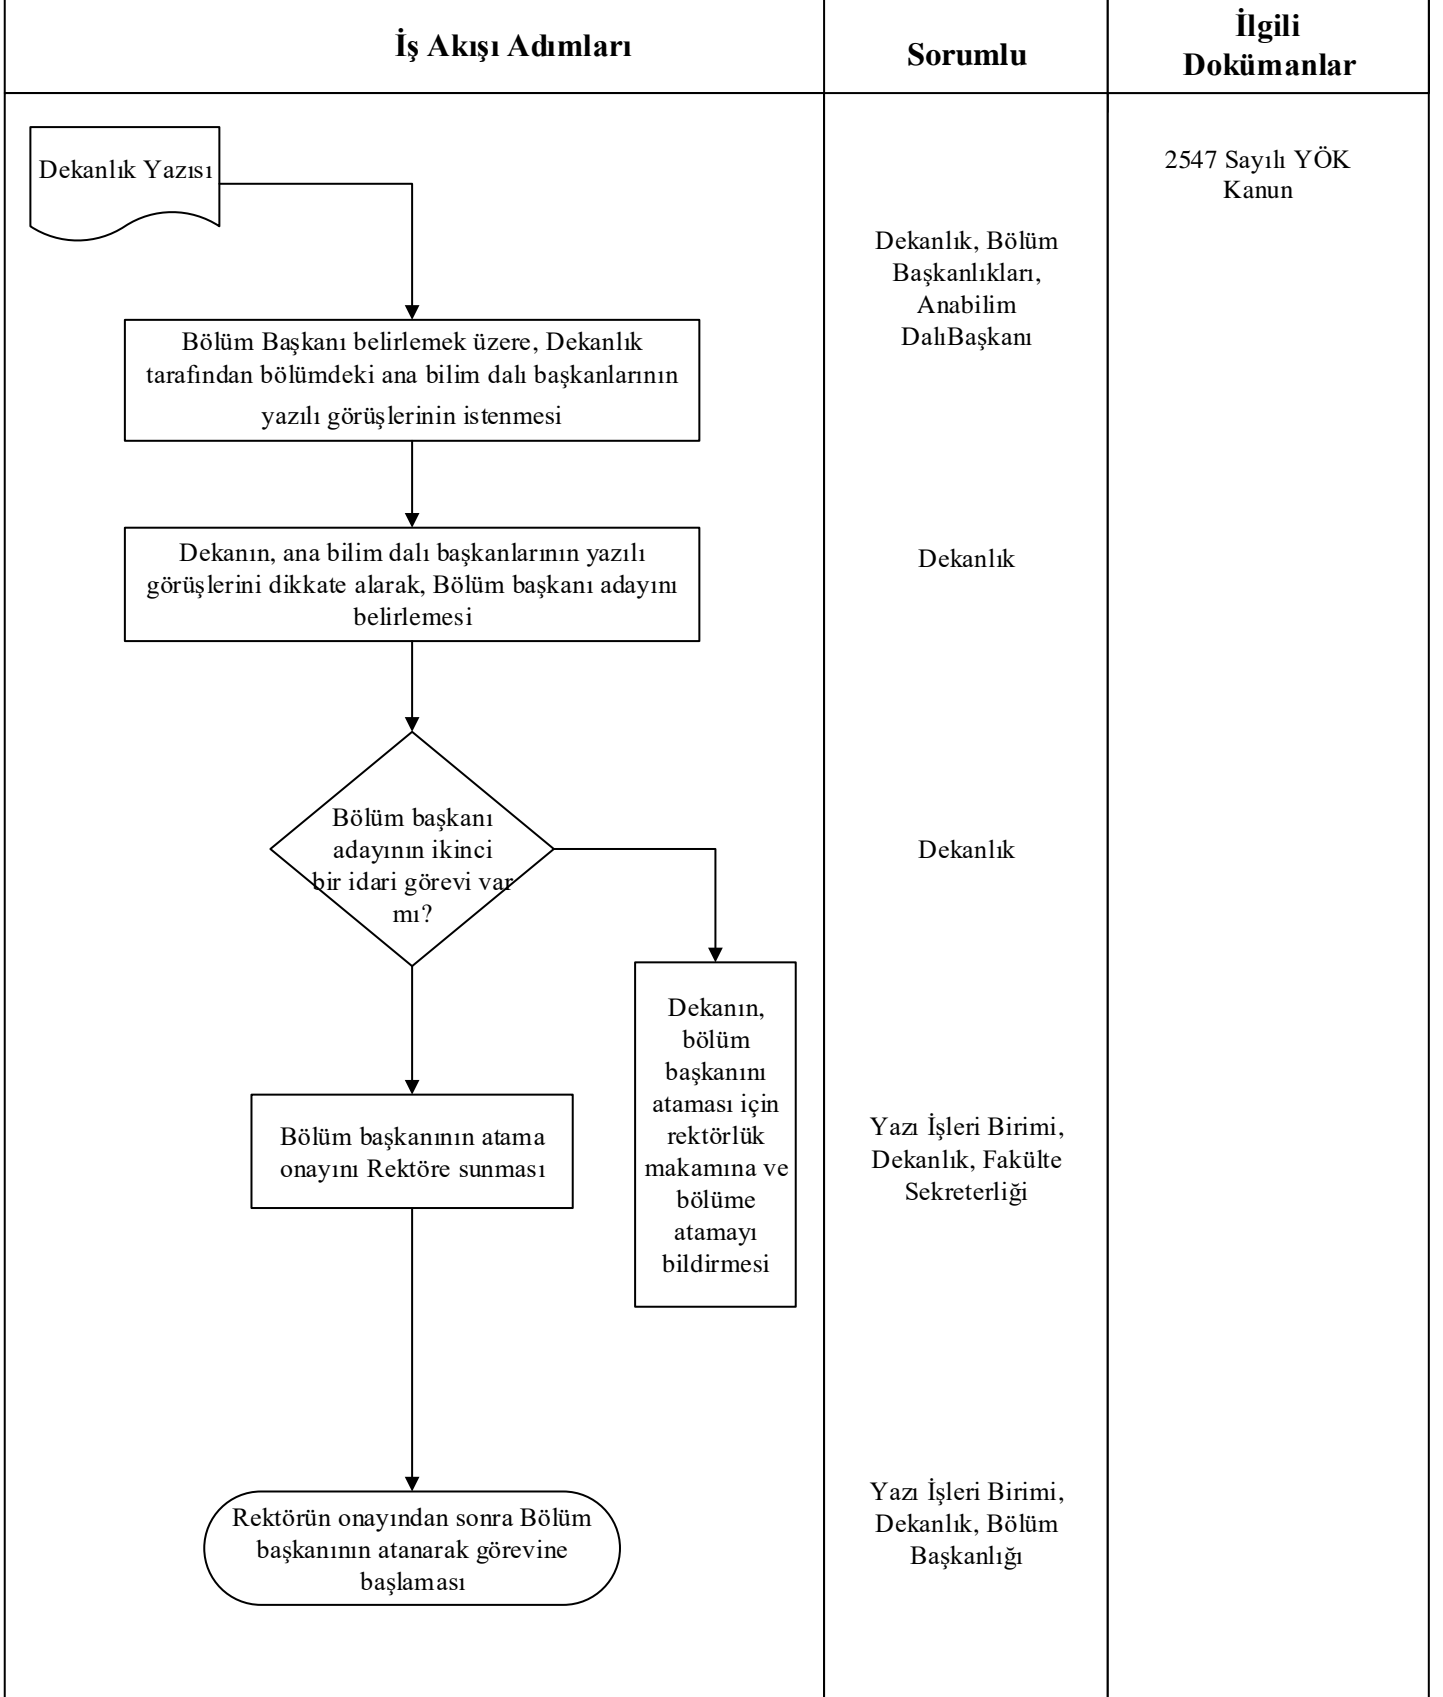 İş Akışı Adımları
Sorumlu
İlgili
Dokümanlar
Dekanlık Yazısı
2547 Sayılı YÖK
Kanun
Dekanlık, Bölüm
Başkanlıkları,
Anabilim
DalıBaşkanı
Bölüm Başkanı belirlemek üzere, Dekanlık
tarafından bölümdeki ana bilim dalı başkanlarının
yazılı görüşlerinin istenmesi
Dekanın, ana bilim dalı başkanlarının yazılı
görüşlerini dikkate alarak, Bölüm başkanı adayını
belirlemesi
Dekanlık
Bölüm başkanı
adayının ikinci
bir idari görevi var
mı?
Dekanlık
Dekanın,
bölüm
başkanını
ataması için
rektörlük
makamına ve
bölüme
atamayı
bildirmesi
Bölüm başkanının atama
onayını Rektöre sunması
Yazı İşleri Birimi,
Dekanlık, Fakülte
Sekreterliği
Rektörün onayından sonra Bölüm
başkanının atanarak görevine
başlaması
Yazı İşleri Birimi,
Dekanlık, Bölüm
Başkanlığı